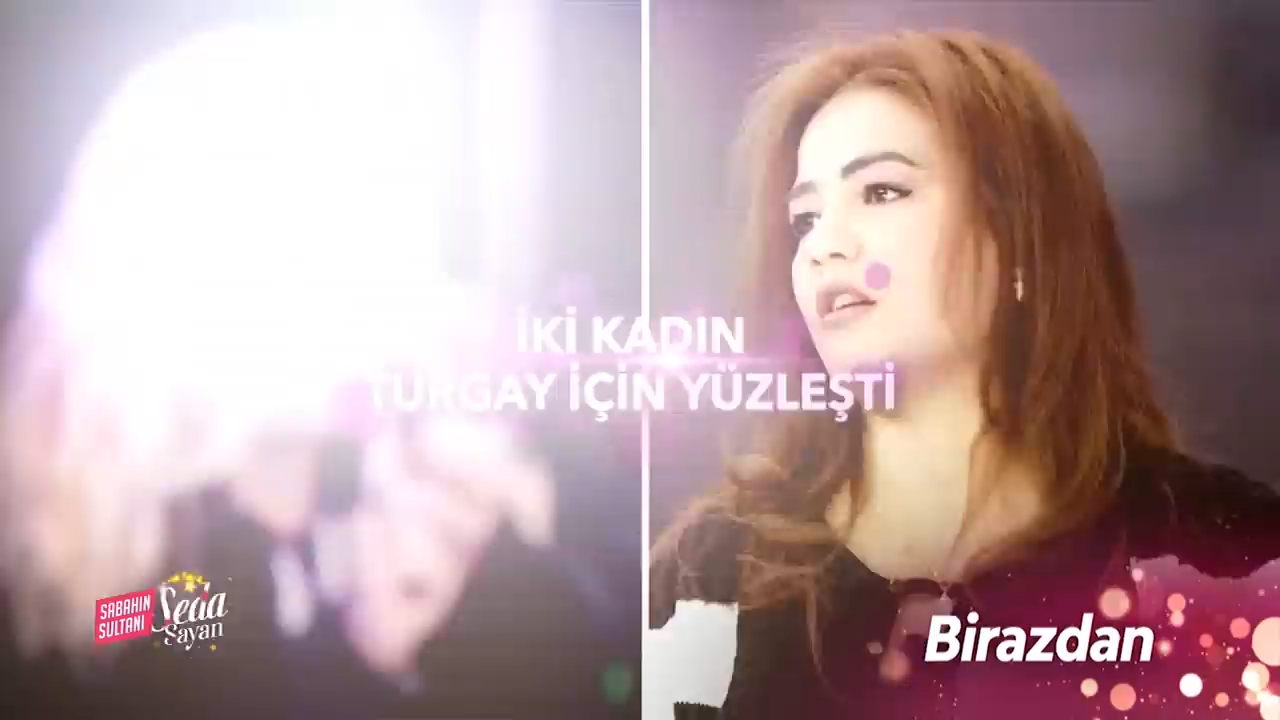 İKİ KADIN
TURGAY İÇİN YÜZLEŞTİ
SABAHIN
SULTANI
Seda
Sayan
Birazdan